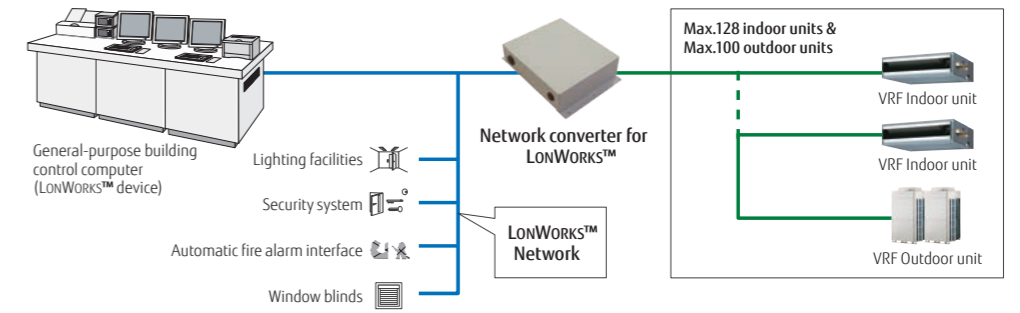 Max.128 indoor units &
Max.100 outdoor units
VRF Indoor unit
VRF Indoor unit
VRF Outdoor unit
Network converter for
LONWORKS™
General-purpose building
control computer
(LONWORKS™ device)
Lighting facilities
Security system
Automatic fire alarm interface
Window blinds
LONWORKS™
Network